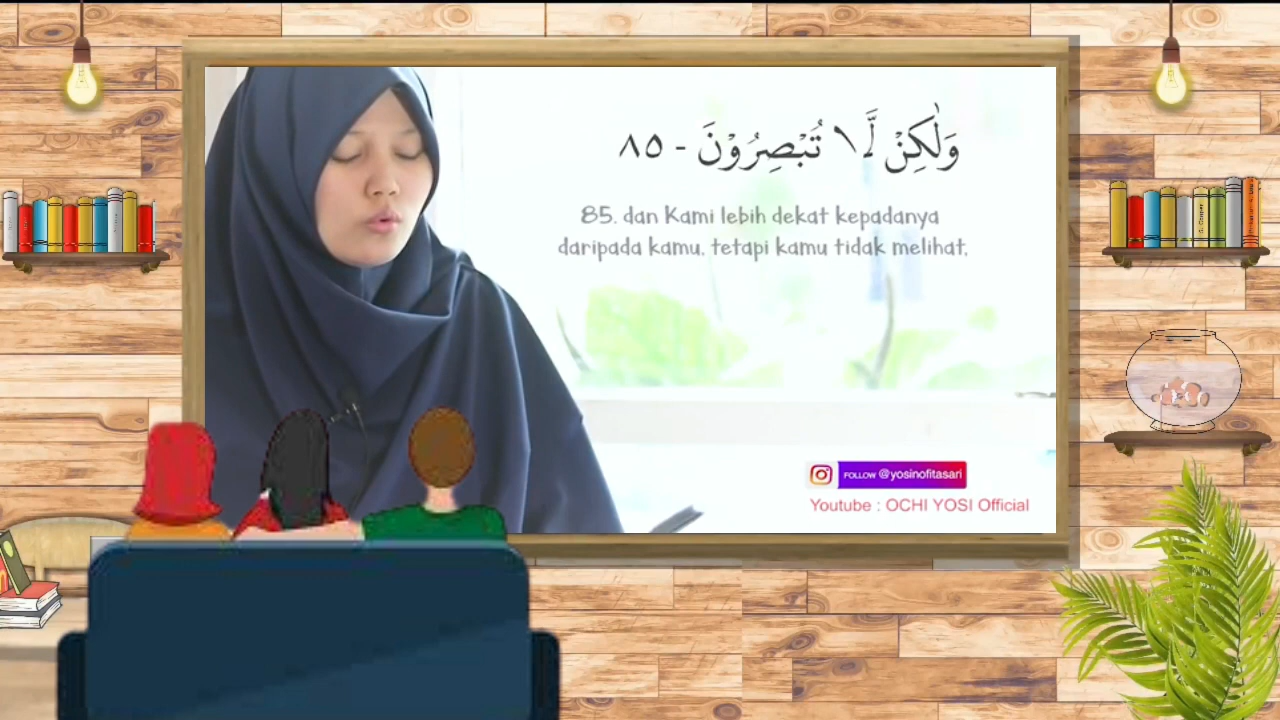 وَلٰكِنْ لَّا تُبْصِرُوْنَ - ٨٥
85. dan Kami lebih dekat kepadanya
daripada kamu, tetapi kamu tidak melihat,
FOLLOW @yosinofitasari
Youtube : OCHI YOSI Official